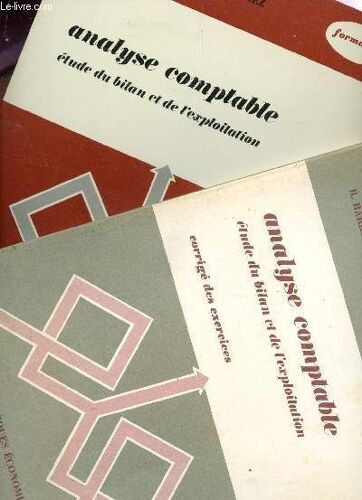 Le-livre.com
forma
analyse comptable
étude du bilan et de l'exploitation
analyse comptable
étude du bilan et de l'exploitation
corrigé des exercices